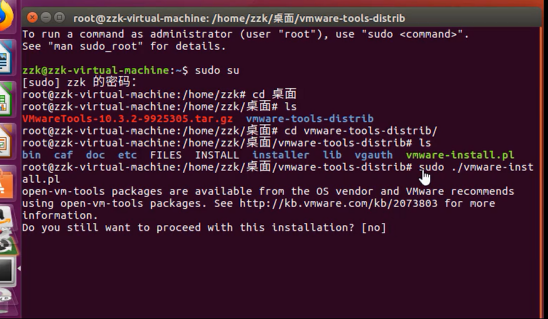 root@zzk-virtual-machine: /home/zzk/桌面/vmware-tools-distrib
To run a command as administrator (user "root"), use "sudo <command>".
See "man sudo_root" for details.
zzk@zzk-virtual-machine:~$ sudo su
[sudo] zzk 的密码：
root@zzk-virtual-machine:/home/zzk# cd 桌面
root@zzk-virtual-machine:/home/zzk/桌面# ls
VMwareTools-10.3.2-9925305.tar.gz vmware-tools-distrib
root@zzk-virtual-machine:/home/zzk/桌面# cd vmware-tools-distrib/
root@zzk-virtual-machine:/home/zzk/桌面/vmware-tools-distrib# ls
bin caf doc etc FILES INSTALL installer lib vgauth vmware-install.pl
root@zzk-virtual-machine:/home/zzk/桌面/vmware-tools-distrib# sudo ./vmware-inst
all.pl
open-vm-tools packages are available from the OS vendor and VMware recommends
using open-vm-tools packages. See http://kb.vmware.com/kb/2073803 for more
information.
Do you still want to proceed with this installation? [no]